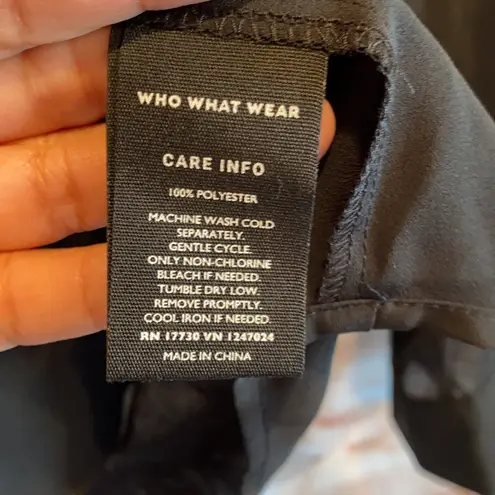 WHO WHAT WEAR
CARE INFO
100% POLYESTER
MACHINE WASH COLD
SEPARATELY.
GENTLE CYCLE.
ONLY NON-CHLORINE
BLEACH IF NEEDED.
TUMBLE DRY LOW.
REMOVE PROMPTLY.
COOL IRON IF NEEDED.
RN 17730 VN 1247024
MADE IN CHINA